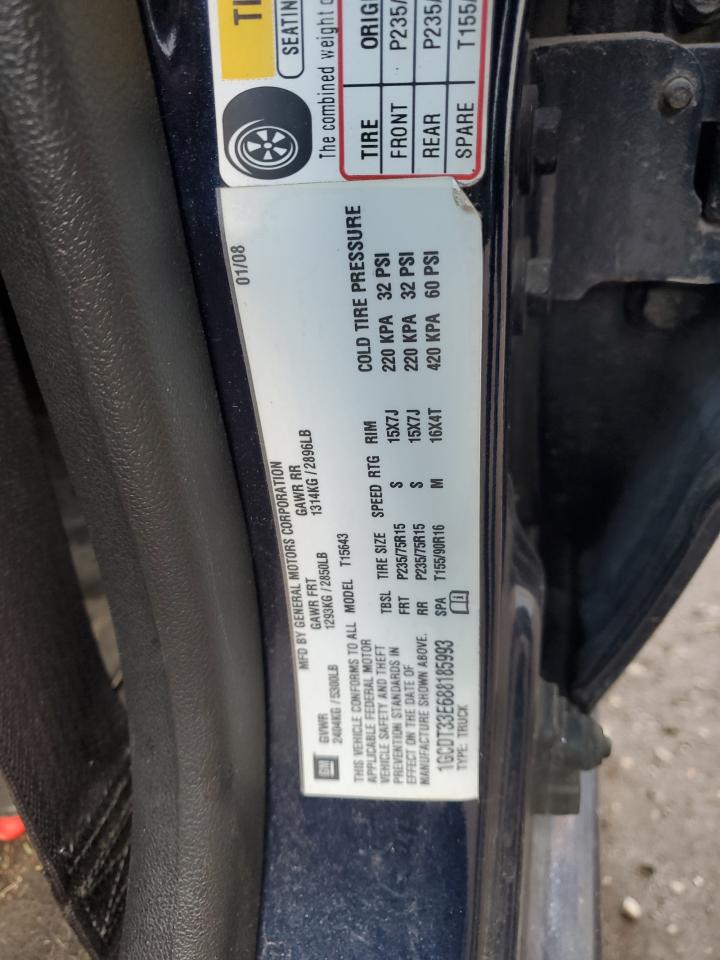 TI
SEATIN
The combined weight o
TIRE ORIGI
FRONT P235/
REAR P235/
SPARE T155/
01/08
MFD BY GENERAL MOTORS CORPORATION
GM GVWR GAWR FRT GAWR RR
2404KG / 5300LB 1293KG / 2850LB 1314KG / 2896LB
THIS VEHICLE CONFORMS TO ALL
APPLICABLE FEDERAL MOTOR
VEHICLE SAFETY AND THEFT
PREVENTION STANDARDS IN
EFFECT ON THE DATE OF
MANUFACTURE SHOWN ABOVE.
1GCDT33E688185993
TYPE: TRUCK
MODEL T15643
TBSL TIRE SIZE SPEED RTG RIM COLD TIRE PRESSURE
FRT P235/75R15 S 15X7J 220 KPA 32 PSI
RR P235/75R15 S 15X7J 220 KPA 32 PSI
SPA T155/90R16 M 16X4T 420 KPA 60 PSI